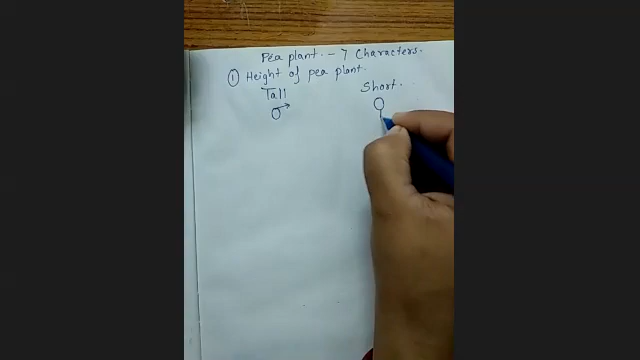 Pea plant. - 7 Characters.
① Height of pea plant.
Tall Short.